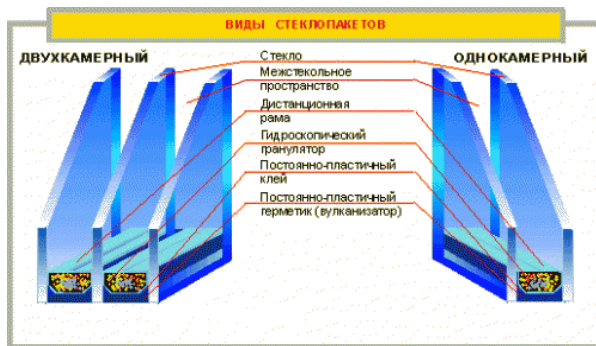 ВИДЫ СТЕКЛОПАКЕТОВ
ДВУХКАМЕРНЫЙ
ОДНОКАМЕРНЫЙ
Стекло
Межстекольное
пространство
Дистанционная
рама
Гидроскопический
гранулятор
Постоянно-пластичный
клей
Постоянно-пластичный
герметик (вулканизатор)